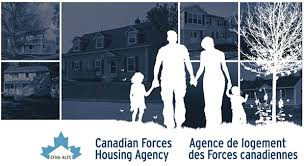 CFHA-ALFC
Canadian Forces
Housing Agency
Agence de logement
des Forces canadiennes